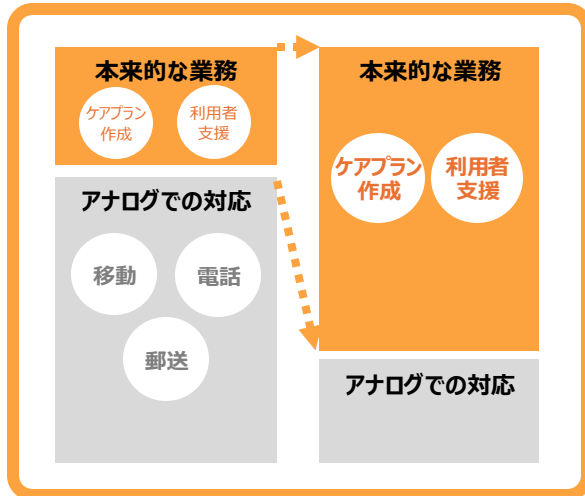 本来的な業務
ケアプラン
作成
利用者
支援
アナログでの対応
移動
電話
郵送
本来的な業務
ケアプラン
作成
利用者
支援
アナログでの対応